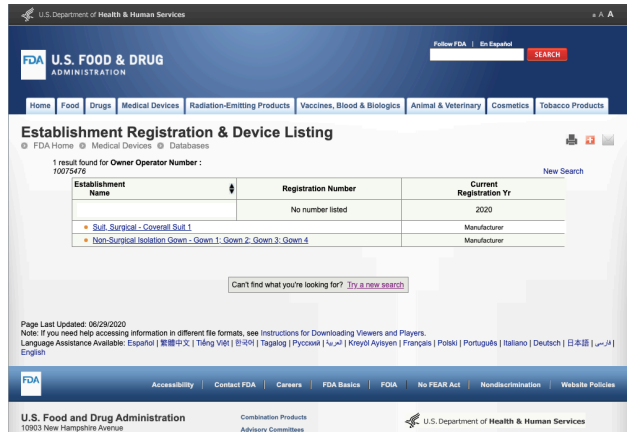 U.S. Department of Health & Human Services
a A A
Follow FDA | En Español
SEARCH
FDA U.S. FOOD & DRUG
ADMINISTRATION
Home Food Drugs Medical Devices Radiation-Emitting Products Vaccines, Blood & Biologics Animal & Veterinary Cosmetics Tobacco Products
Establishment Registration & Device Listing
FDA Home Medical Devices Databases
1 result found for Owner Operator Number :
10075476
New Search
Establishment Name Registration Number Current Registration Yr
No number listed 2020
Suit, Surgical - Coverall Suit 1 Manufacturer
Non-Surgical Isolation Gown - Gown 1; Gown 2; Gown 3; Gown 4 Manufacturer
Can't find what you're looking for? Try a new search
Page Last Updated: 06/29/2020
Note: If you need help accessing information in different file formats, see Instructions for Downloading Viewers and Players.
Language Assistance Available: Español | 繁體中文 | Tiếng Việt | 한국어 | Tagalog | Русский | العربية | Kreyòl Ayisyen | Français | Polski | Português | Italiano | Deutsch | 日本語 | فارسی |
English
FDA
Accessibility Contact FDA Careers FDA Basics FOIA No FEAR Act Nondiscrimination Website Policies
U.S. Food and Drug Administration
10903 New Hampshire Avenue
Combination Products
Advisory Committees
U.S. Department of Health & Human Services